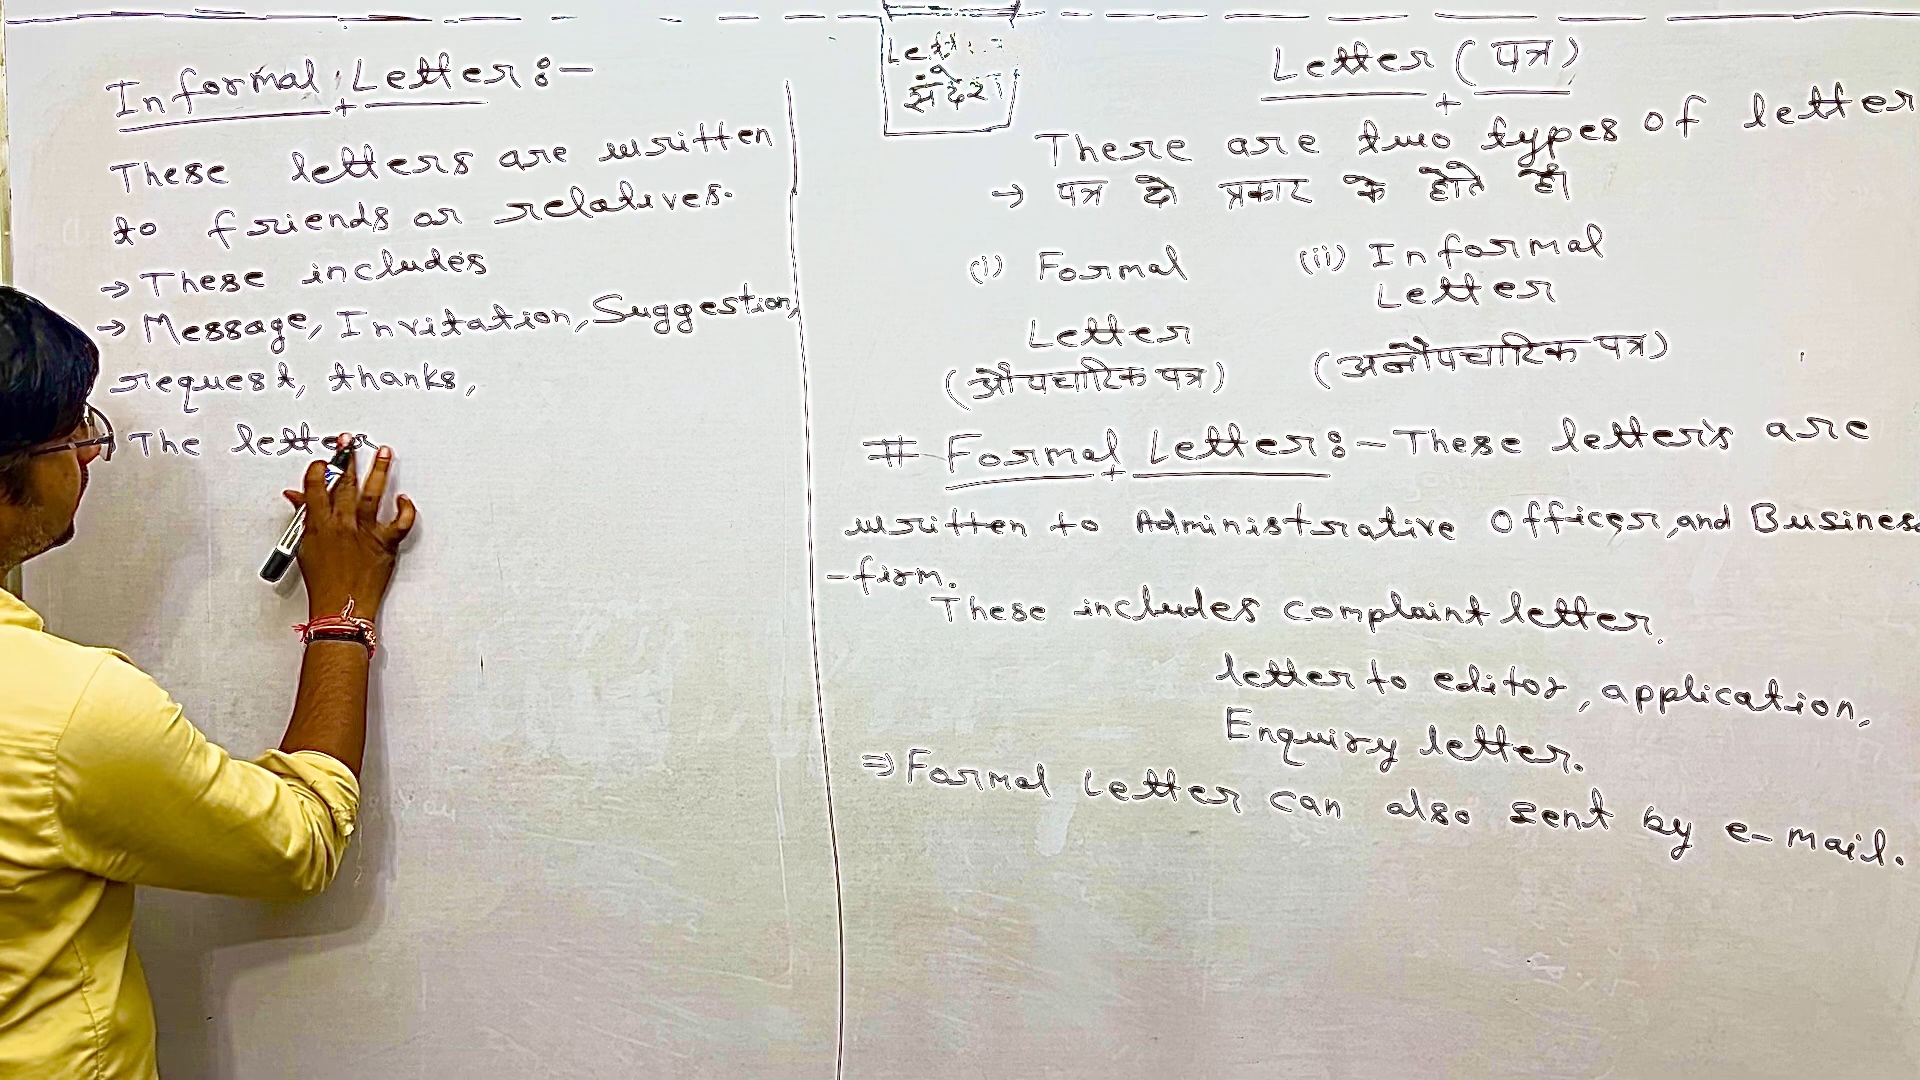 Letter
संदेश
Letter (पत्र)
There are two types of letter
→ पत्र दो प्रकार के होते हैं।
(i) Formal
Letter
(औपचारिक पत्र)
(ii) Informal
Letter
(अनौपचारिक पत्र)
# Formal Letter:- These letter's are
written to Administrative Officer, and Business
-firm.
These includes complaint letter.
letter to editor, application,
Enquiry letter.
⇒ Formal Letter can also sent by e-mail.
Informal Letter:-
These letters are written
to friends or relatives.
→ These includes
→ Message, Invitation, Suggestion,
request, thanks,
The letter